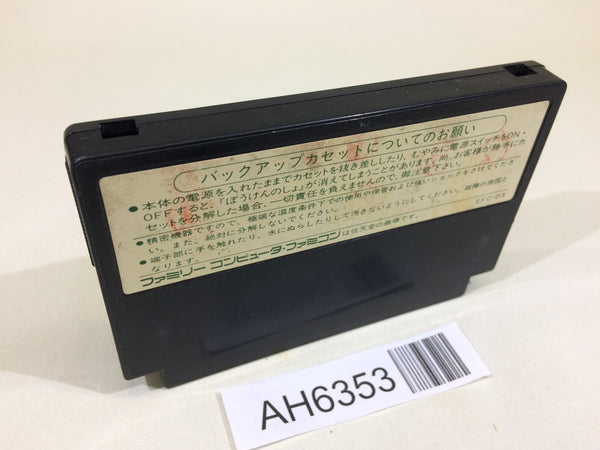 バックアップカセットについてのお願い
●本体の電源を入れたままでカセットを抜き差ししたり、むやみに電源スイッチをON・
OFFすると、「ぼうけんのしょ」が消えてしまうことがあります。尚、お客様が勝手にカ
セットを分解した場合、一切責任を負えませんので、御注意下さい。
●精密機器ですので、極端な温度条件下での使用や保管および強いショックをさけてくださ
い。また、絶対に分解しないでください。
●端子部に手を触れたり、水にぬらしたりして汚さないようにしてください。故障の原因と
なります。
EFC-D3
ファミリーコンピュータ・ファミコンは任天堂の商標です。
AH6353